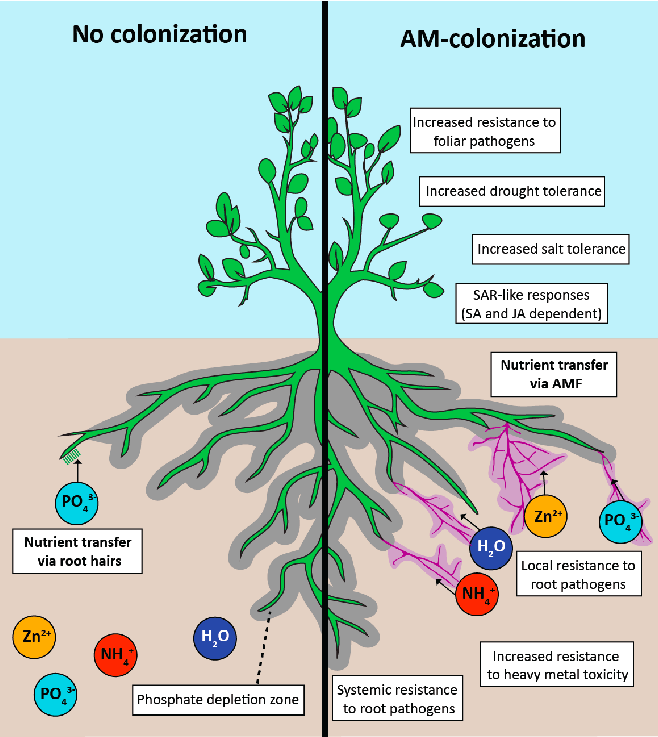 No colonization
AM-colonization
Increased resistance to
foliar pathogens
Increased drought tolerance
Increased salt tolerance
SAR-like responses
(SA and JA dependent)
Nutrient transfer
via AMF
PO₄³⁻
Nutrient transfer
via root hairs
Zn²⁺
PO₄³⁻
H₂O
NH₄⁺
Local resistance to
root pathogens
Zn²⁺
NH₄⁺
H₂O
PO₄³⁻
Phosphate depletion zone
Systemic resistance
to root pathogens
Increased resistance
to heavy metal toxicity